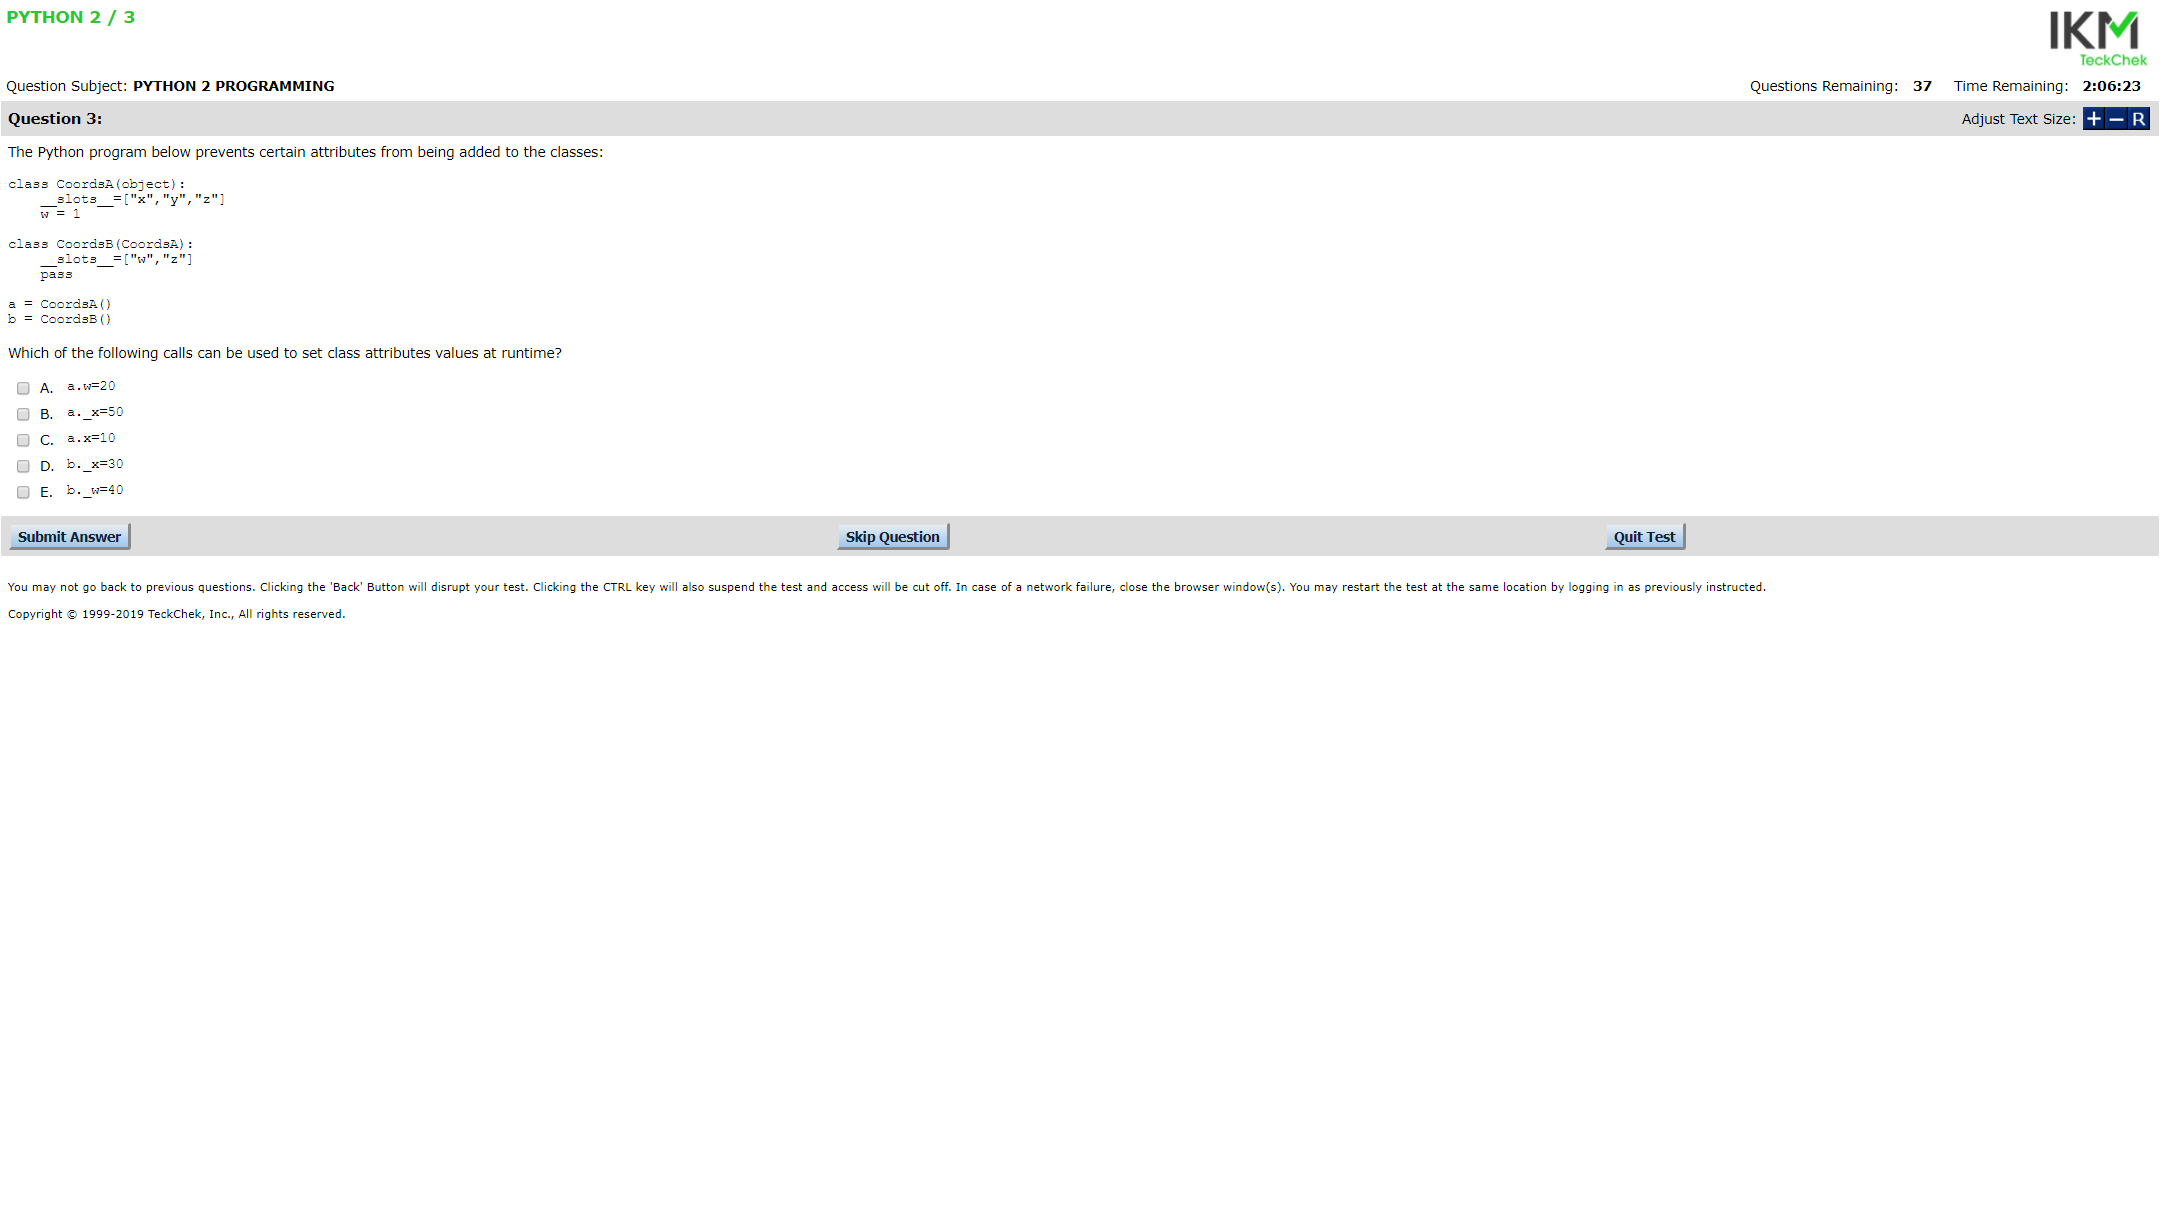 PYTHON 2 / 3
IKM
TeckChek
Question Subject: PYTHON 2 PROGRAMMING
Questions Remaining: 37 Time Remaining: 2:06:23
Question 3:
Adjust Text Size: + − R
The Python program below prevents certain attributes from being added to the classes:
class CoordsA(object):
    __slots__=["x","y","z"]
    w = 1
class CoordsB(CoordsA):
    __slots__=["w","z"]
    pass
a = CoordsA()
b = CoordsB()
Which of the following calls can be used to set class attributes values at runtime?
A. a.w=20
B. a._x=50
C. a.x=10
D. b._x=30
E. b._w=40
Submit Answer
Skip Question
Quit Test
You may not go back to previous questions. Clicking the 'Back' Button will disrupt your test. Clicking the CTRL key will also suspend the test and access will be cut off. In case of a network failure, close the browser window(s). You may restart the test at the same location by logging in as previously instructed.
Copyright © 1999-2019 TeckChek, Inc., All rights reserved.